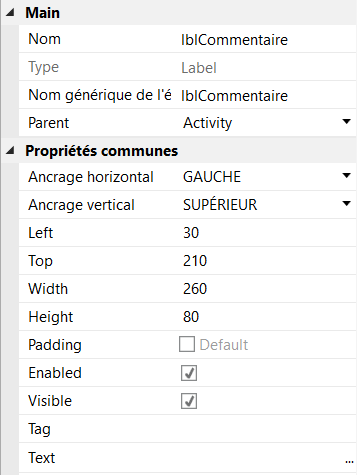 Main
Nom lblCommentaire
Type Label
Nom générique de l'é lblCommentaire
Parent Activity
Propriétés communes
Ancrage horizontal GAUCHE
Ancrage vertical SUPÉRIEUR
Left 30
Top 210
Width 260
Height 80
Padding Default
Enabled
Visible
Tag
Text ...